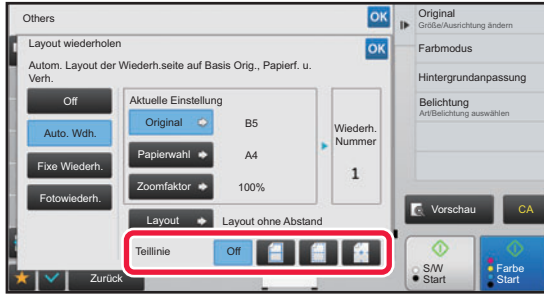 Others
OK
Layout wiederholen
OK
Autom. Layout der Wiederh.seite auf Basis Orig., Papierf. u.
Verh.
Off
Auto. Wdh.
Fixe Wiederh.
Fotowiederh.
Aktuelle Einstellung
Original
B5
Papierwahl
A4
Zoomfaktor
100%
Wiederh.
Nummer
1
Layout
Layout ohne Abstand
Teillinie
Off
Zurück
Original
Größe/Ausrichtung ändern
Farbmodus
Hintergrundanpassung
Belichtung
Art/Belichtung auswählen
Vorschau
CA
S/W
Start
Farbe
Start